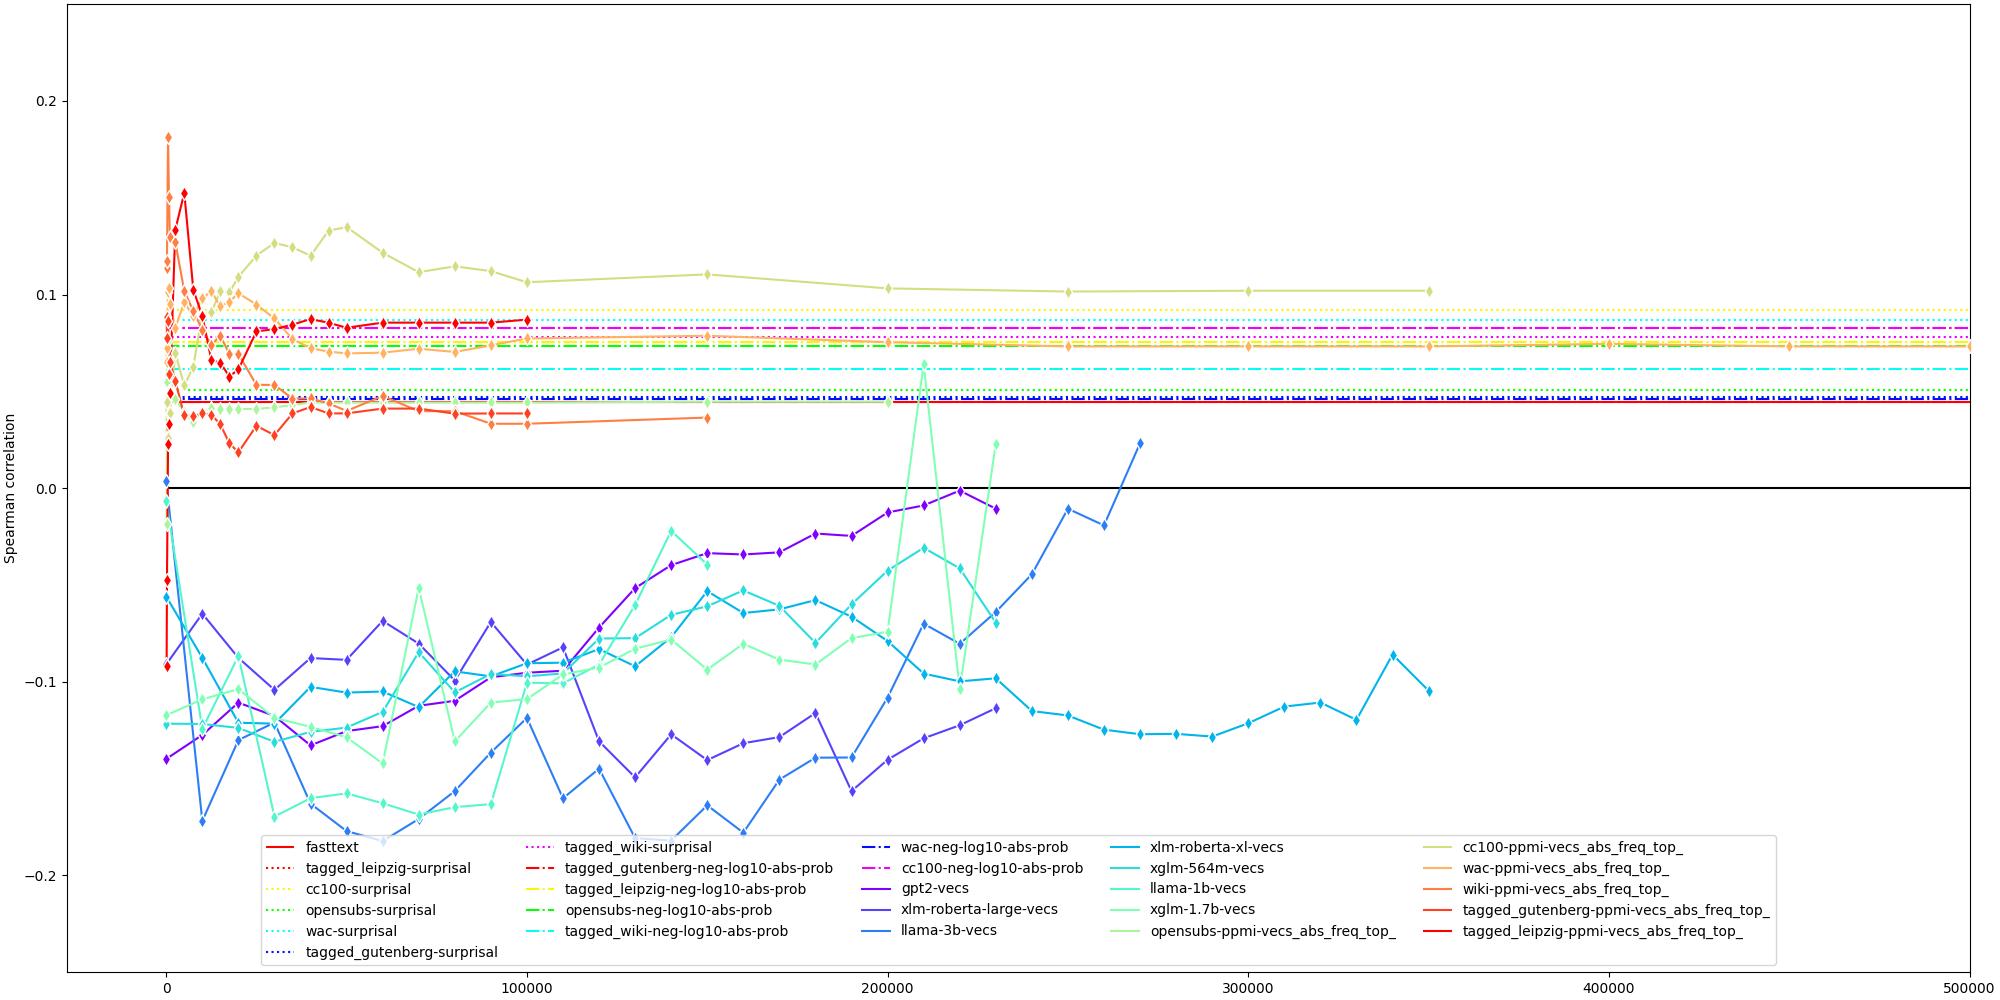 0.2
0.1
0.0
−0.1
−0.2
Spearman correlation
fasttext
tagged_leipzig-surprisal
cc100-surprisal
opensubs-surprisal
wac-surprisal
tagged_gutenberg-surprisal
tagged_wiki-surprisal
tagged_gutenberg-neg-log10-abs-prob
tagged_leipzig-neg-log10-abs-prob
opensubs-neg-log10-abs-prob
tagged_wiki-neg-log10-abs-prob
wac-neg-log10-abs-prob
cc100-neg-log10-abs-prob
gpt2-vecs
xlm-roberta-large-vecs
llama-3b-vecs
xlm-roberta-xl-vecs
xglm-564m-vecs
llama-1b-vecs
xglm-1.7b-vecs
opensubs-ppmi-vecs_abs_freq_top_
cc100-ppmi-vecs_abs_freq_top_
wac-ppmi-vecs_abs_freq_top_
wiki-ppmi-vecs_abs_freq_top_
tagged_gutenberg-ppmi-vecs_abs_freq_top_
tagged_leipzig-ppmi-vecs_abs_freq_top_
0 100000 200000 300000 400000 500000